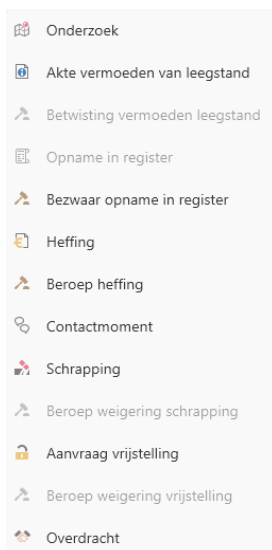 Onderzoek
Akte vermoeden van leegstand
Betwisting vermoeden leegstand
Opname in register
Bezwaar opname in register
Heffing
Beroep heffing
Contactmoment
Schrapping
Beroep weigering schrapping
Aanvraag vrijstelling
Beroep weigering vrijstelling
Overdracht